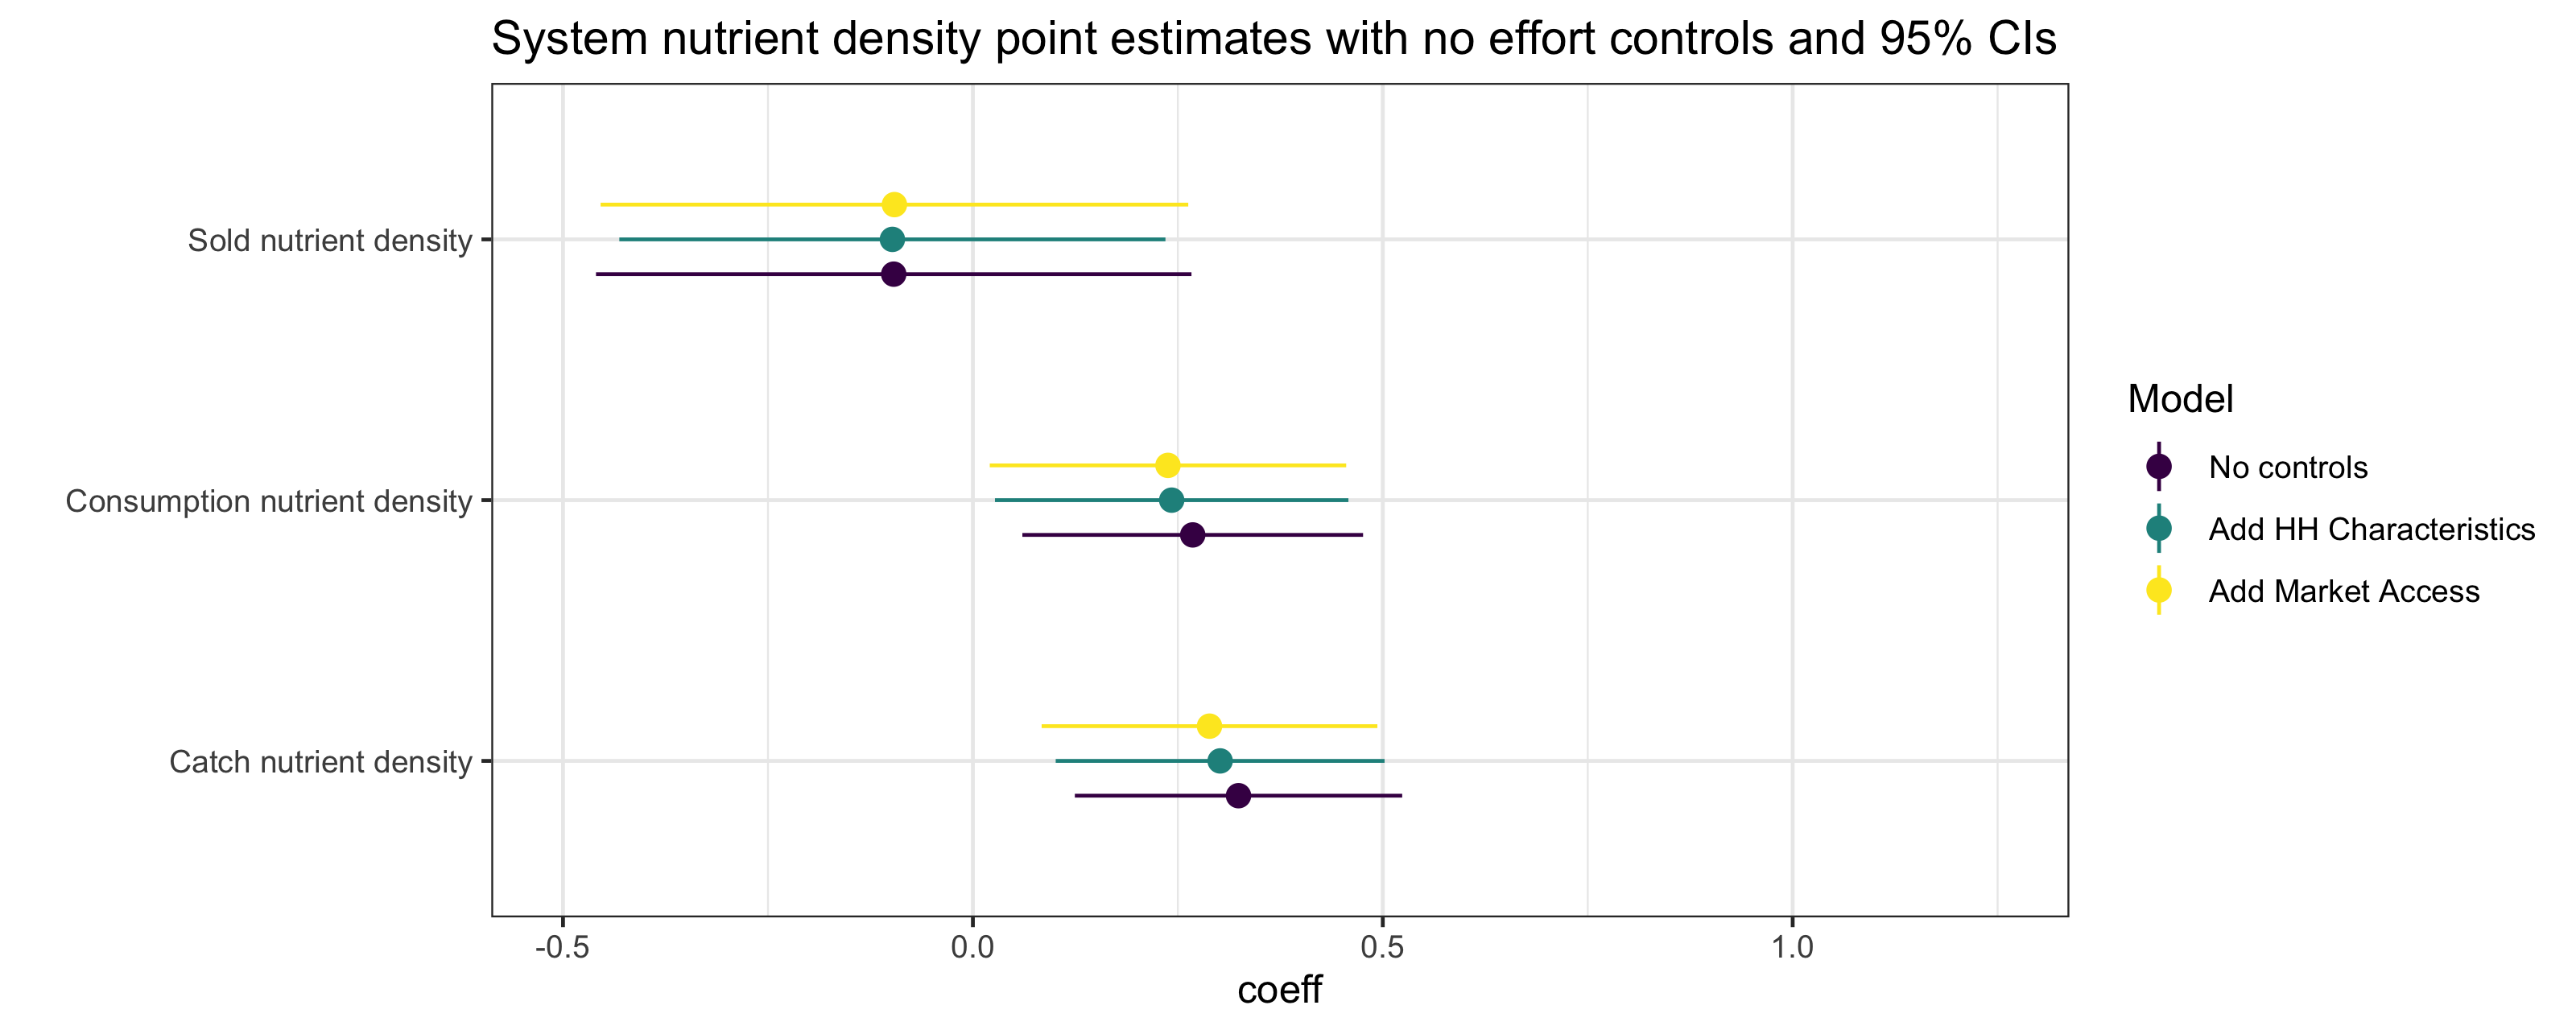 System nutrient density point estimates with no effort controls and 95% CIs
Sold nutrient density
Consumption nutrient density
Catch nutrient density
-0.5
0.0
0.5
1.0
coeff
Model
No controls
Add HH Characteristics
Add Market Access